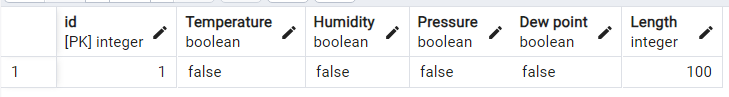 id Temperature Humidity Pressure Dew point Length
[PK] integer boolean boolean boolean boolean integer
1 1 false false false false 100